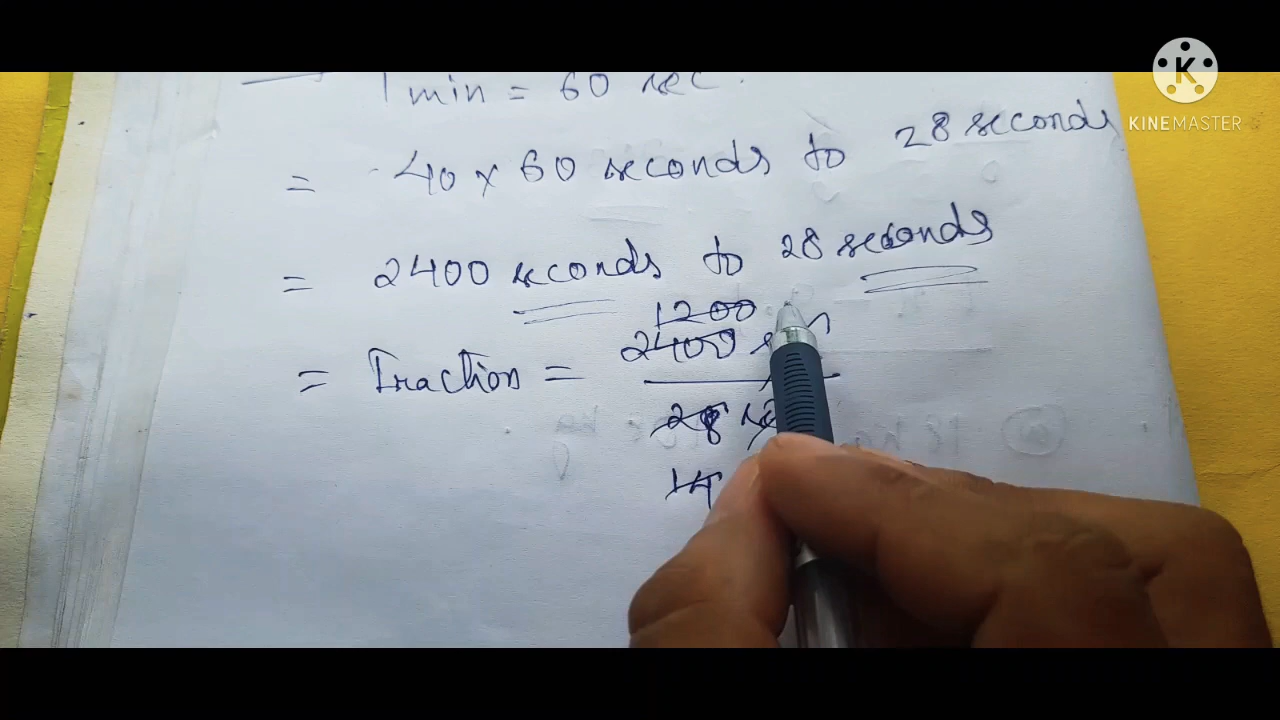 1 min = 60 sec.
= 40 × 60 seconds to 28 seconds
= 2400 seconds to 28 seconds
1200
= Fraction = 2400
28
14
K
KINEMASTER